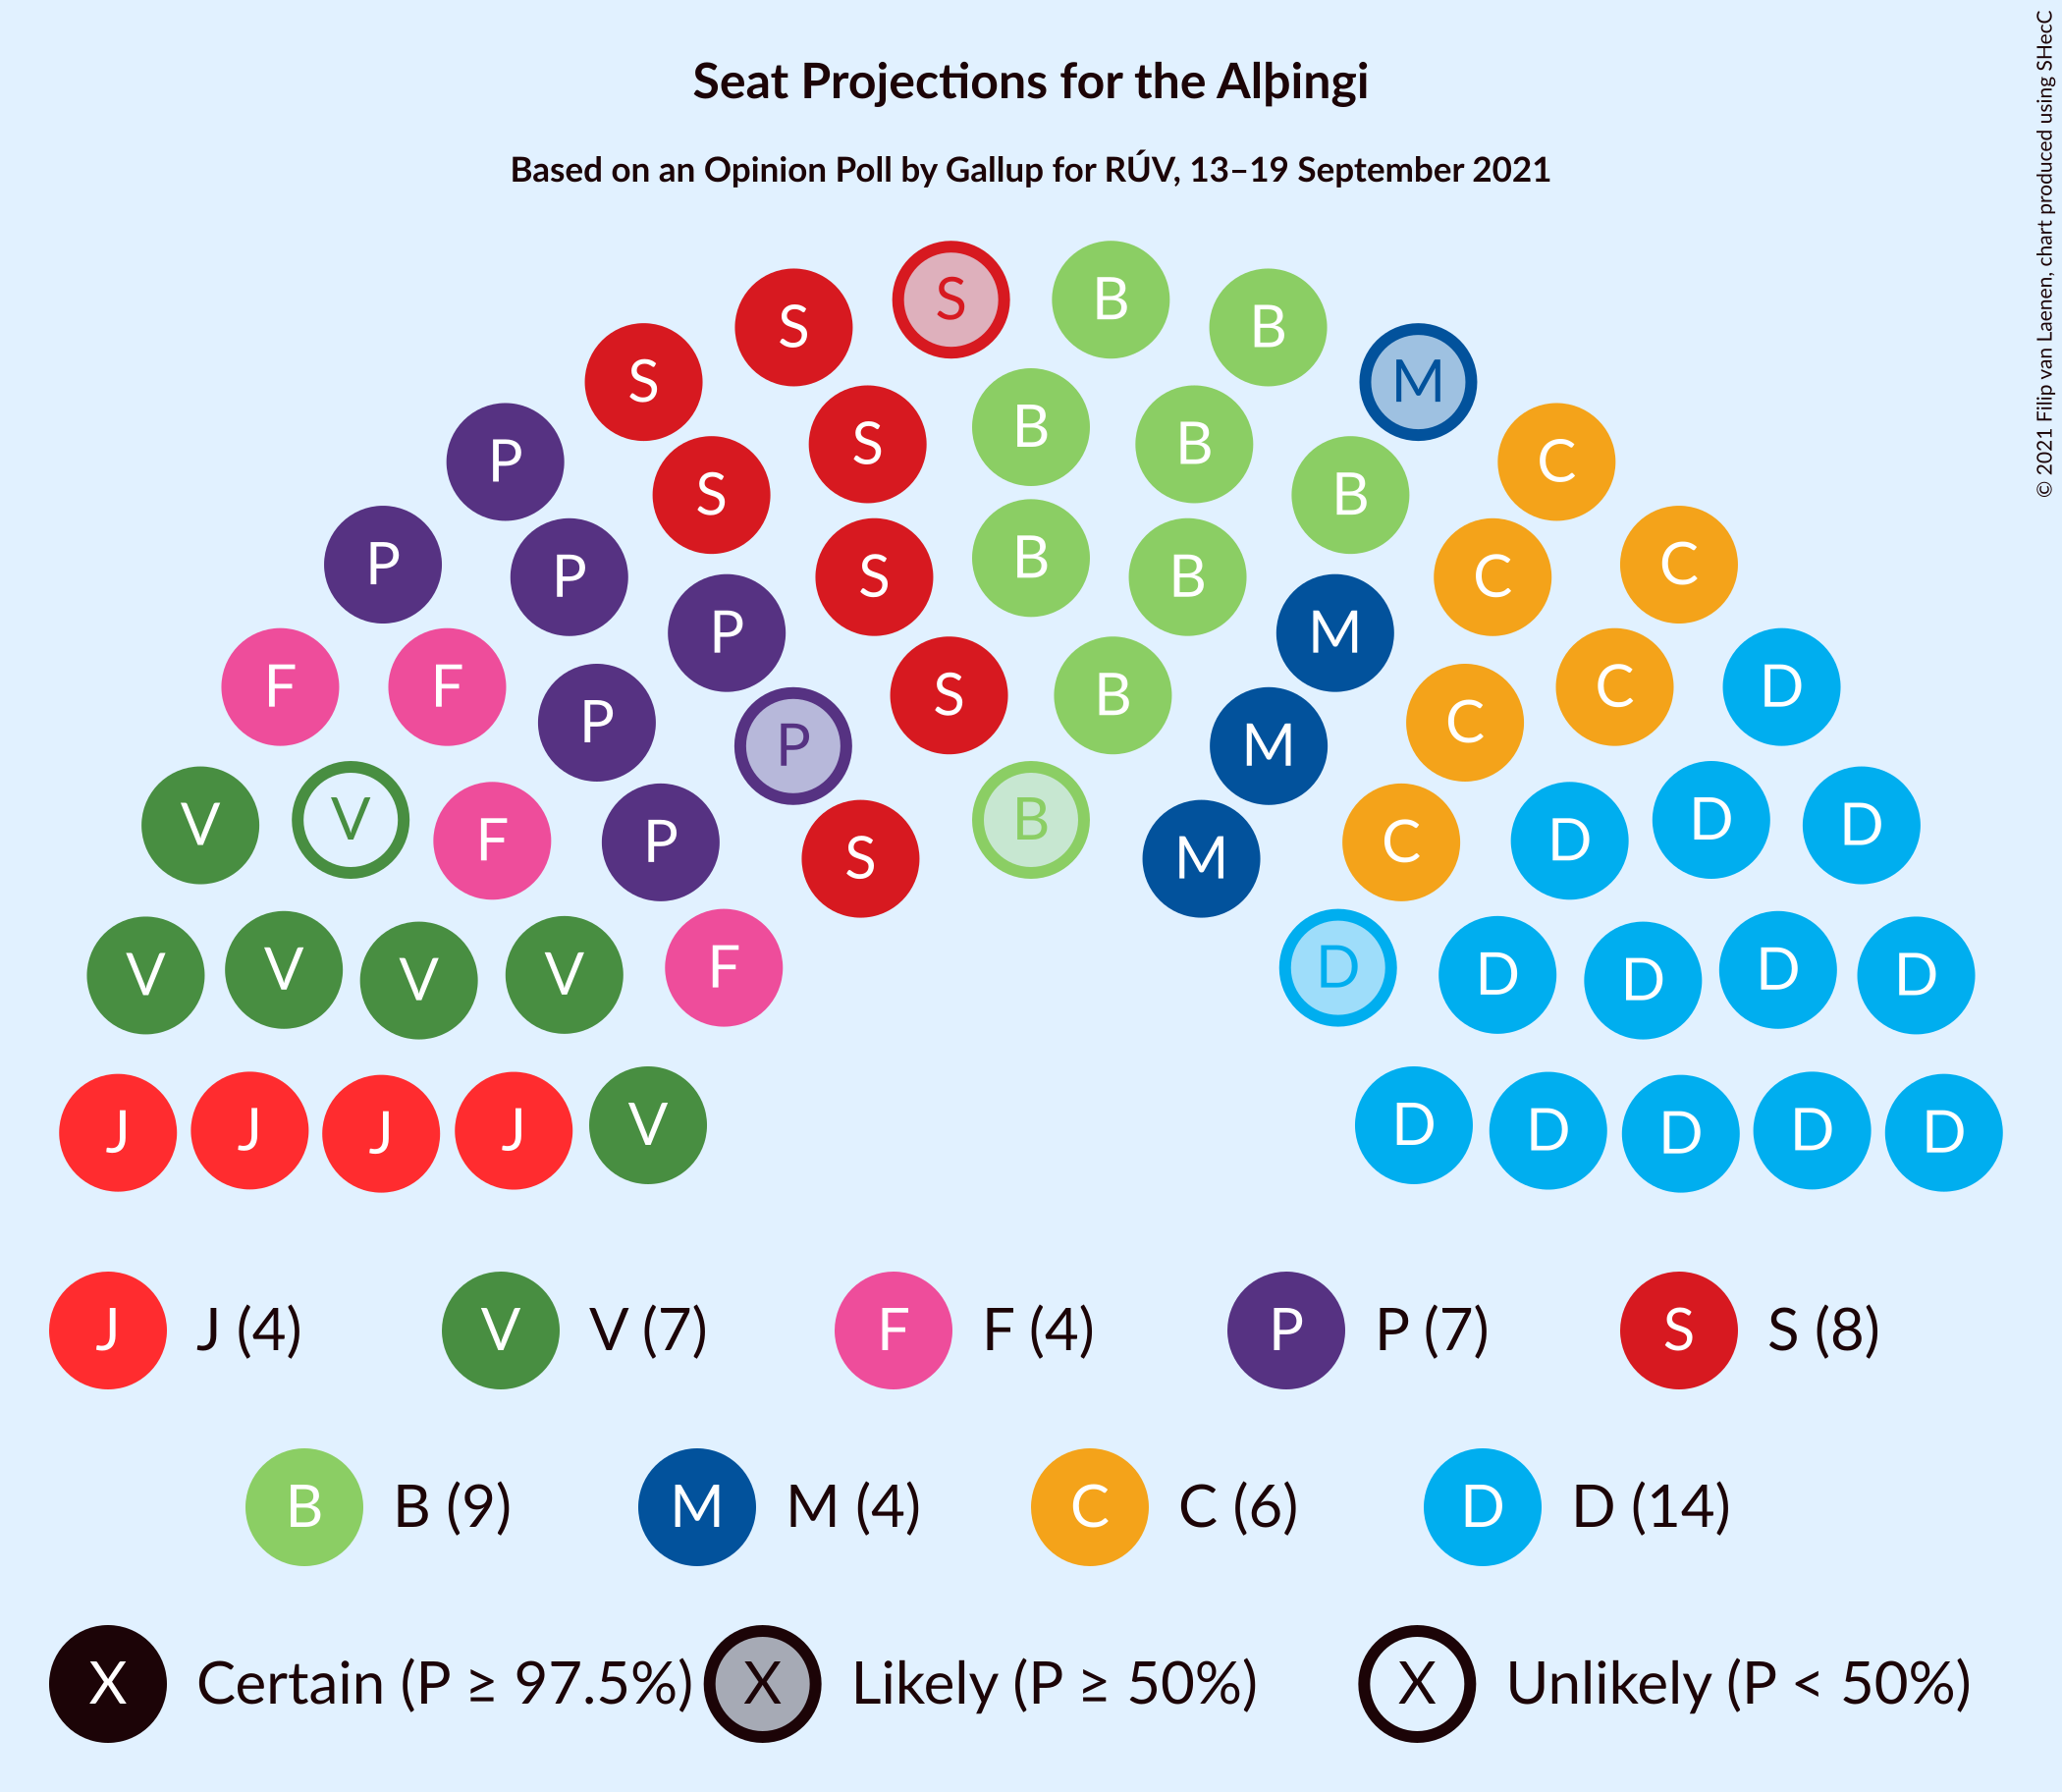 Seat Projections for the Alþingi
Based on an Opinion Poll by Gallup for RÚV, 13–19 September 2021
© 2021 Filip van Laenen, chart produced using SHecC
S B
S B
S M
B
S B
P C
S B
B
P C
S B
P C
P M
F F S B C D
P C
P M
V V B D D
F P C D
S M
F D
V V V V D D D D
J J J J V D D D D D
J J (4) V V (7) F F (4) P P (7) S S (8)
B B (9) M M (4) C C (6) D D (14)
X Certain (P ≥ 97.5%) X Likely (P ≥ 50%) X Unlikely (P < 50%)